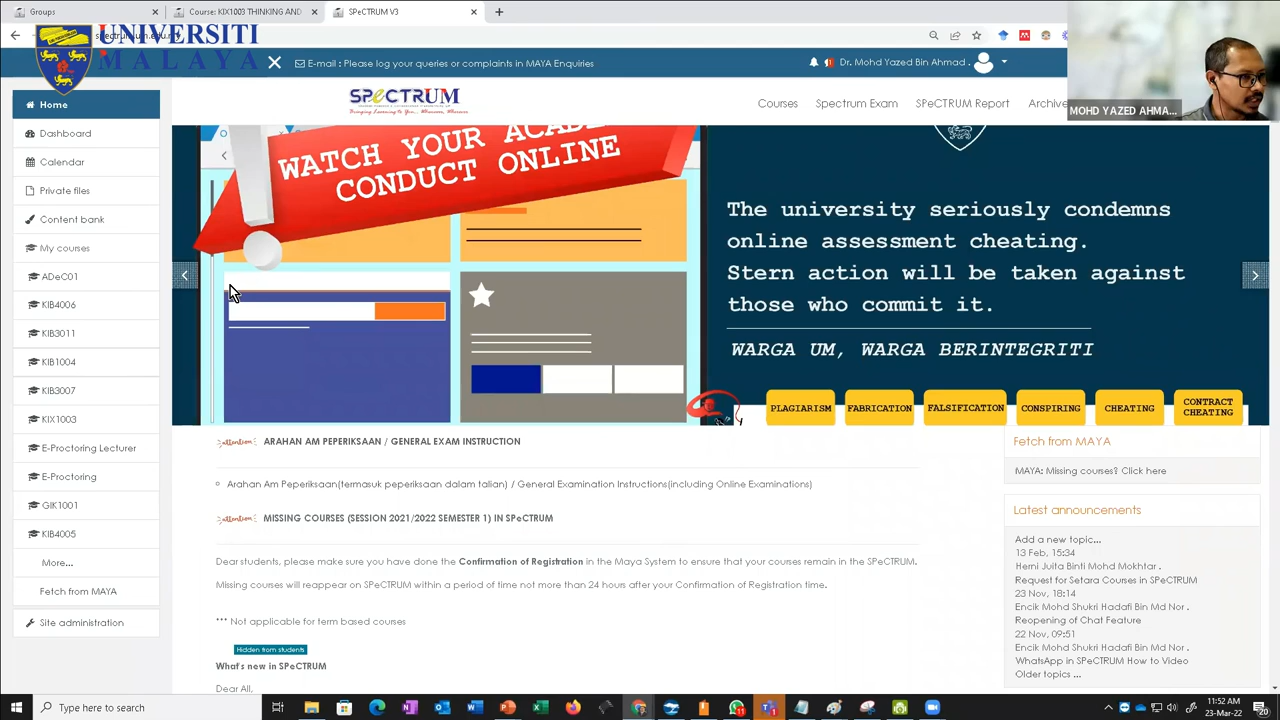 Groups
Course: KIX1003 THINKING AND
SPeCTRUM V3
UNIVERSITI
MALAYA
E-mail : Please log your queries or complaints in MAYA Enquiries
Dr. Mohd Yazed Bin Ahmad .
MOHD YAZED AHMA...
SPeCTRUM
Courses
Spectrum Exam
SPeCTRUM Report
Archive
Home
Dashboard
Calendar
Private files
Content bank
My courses
ADeC01
KIB4006
KIB3011
KIB1004
KIB3007
KIX1003
E-Proctoring Lecturer
E-Proctoring
GIK1001
KIB4005
More...
Fetch from MAYA
Site administration
WATCH YOUR ACADE
CONDUCT ONLINE
The university seriously condemns
online assessment cheating.
Stern action will be taken against
those who commit it.
WARGA UM, WARGA BERINTEGRITI
PLAGIARISM
FABRICATION
FALSIFICATION
CONSPIRING
CHEATING
CONTRACT
CHEATING
attention ARAHAN AM PEPERIKSAAN / GENERAL EXAM INSTRUCTION
Arahan Am Peperiksaan(termasuk peperiksaan dalam talian) / General Examination Instructions(including Online Examinations)
attention MISSING COURSES (SESSION 2021/2022 SEMESTER 1) IN SPeCTRUM
Dear students, please make sure you have done the Confirmation of Registration in the Maya System to ensure that your courses remain in the SPeCTRUM.
Missing courses will reappear on SPeCTRUM within a period of time not more than 24 hours after your Confirmation of Registration time.
*** Not applicable for term based courses
Hidden from students
What's new in SPeCTRUM
Dear All,
Fetch from MAYA
MAYA: Missing courses? Click here
Latest announcements
Add a new topic...
13 Feb, 15:34
Herni Juita Binti Mohd Mokhtar .
Request for Setara Courses in SPeCTRUM
23 Nov, 18:14
Encik Mohd Shukri Hadafi Bin Md Nor .
Reopening of Chat Feature
22 Nov, 09:51
Encik Mohd Shukri Hadafi Bin Md Nor .
WhatsApp in SPeCTRUM How to Video
Older topics ...
Type here to search
11:52 AM
23-Mar-22
20